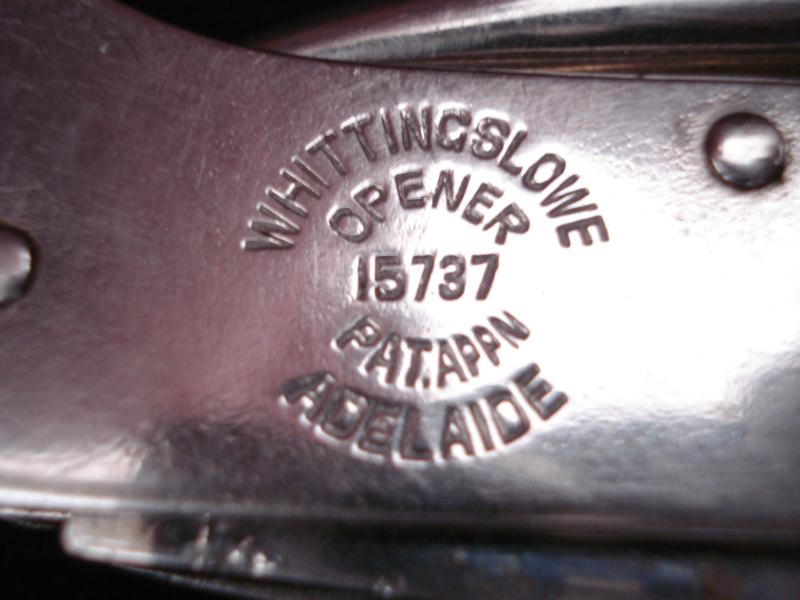 WHITTINGSLOWE
OPENER
15737
PAT. APPN
ADELAIDE